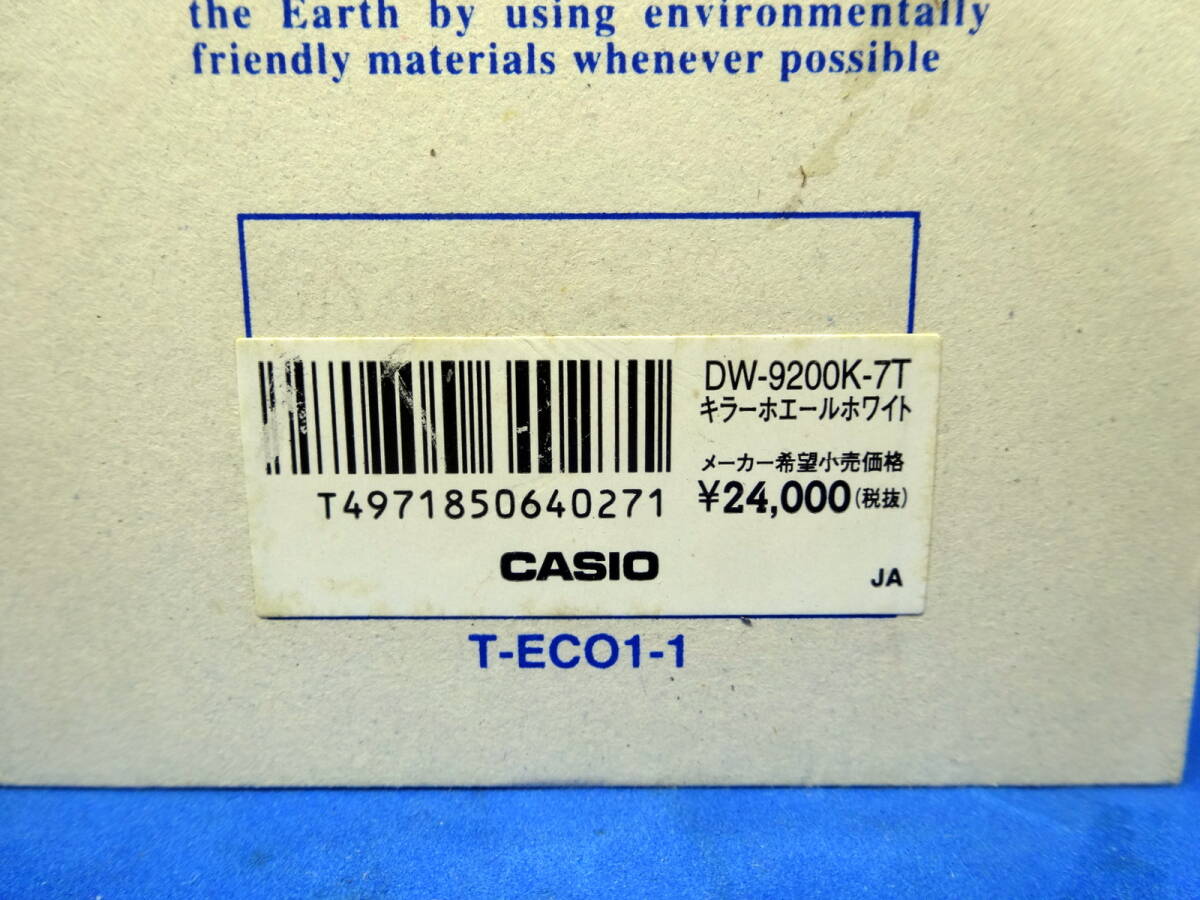 the Earth by using environmentally
friendly materials whenever possible
DW-9200K-7T
キラーホエールホワイト
メーカー希望小売価格
¥24,000(税抜)
T4971850640271
CASIO
JA
T-ECO1-1